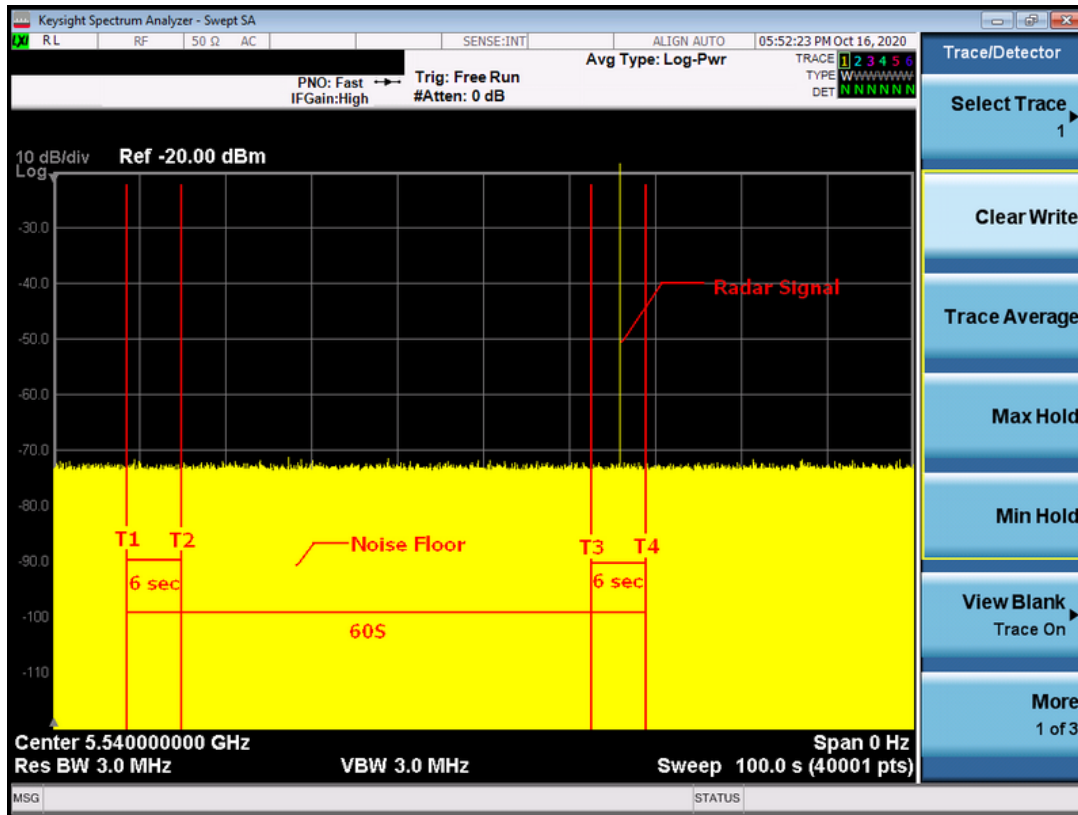 Keysight Spectrum Analyzer - Swept SA
LXI RL RF 50 Ω AC SENSE:INT ALIGN AUTO 05:52:23 PM Oct 16, 2020
Avg Type: Log-Pwr
TRACE 1 2 3 4 5 6
TYPE WWWWWW
DET N N N N N N
PNO: Fast
IFGain:High
Trig: Free Run
#Atten: 0 dB
10 dB/div Ref -20.00 dBm
Log
-30.0
-40.0
-50.0
-60.0
-70.0
-80.0
-90.0
-100
-110
Radar Signal
T1 T2
Noise Floor
T3 T4
6 sec
6 sec
60S
Center 5.540000000 GHz Span 0 Hz
Res BW 3.0 MHz VBW 3.0 MHz Sweep 100.0 s (40001 pts)
MSG STATUS
Trace/Detector
Select Trace
1
Clear Write
Trace Average
Max Hold
Min Hold
View Blank
Trace On
More
1 of 3